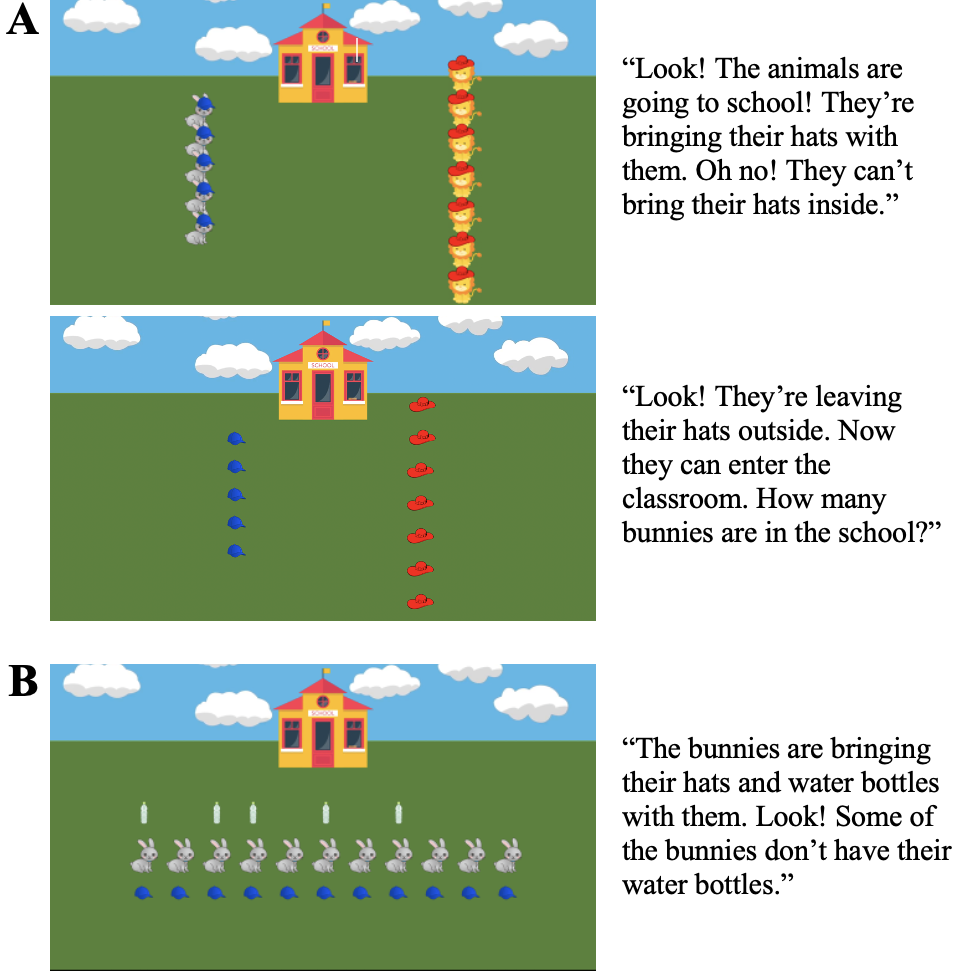 A
SCHOOL
“Look! The animals are
going to school! They’re
bringing their hats with
them. Oh no! They can’t
bring their hats inside.”
SCHOOL
“Look! They’re leaving
their hats outside. Now
they can enter the
classroom. How many
bunnies are in the school?”
B
SCHOOL
“The bunnies are bringing
their hats and water bottles
with them. Look! Some of
the bunnies don’t have their
water bottles.”